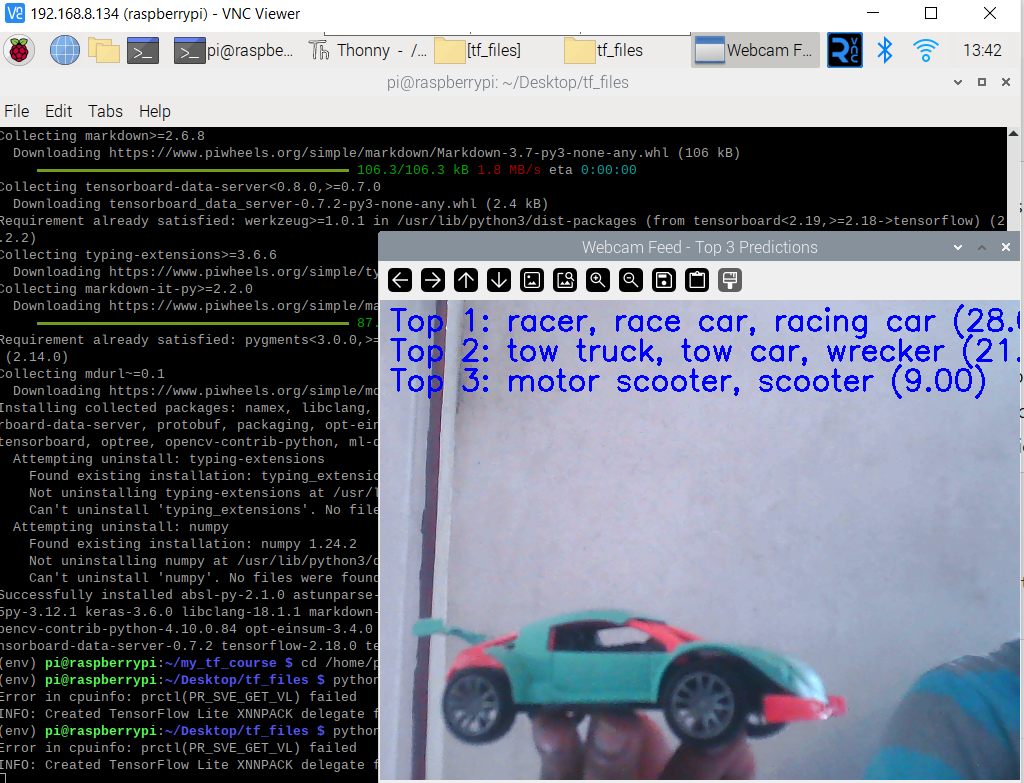 192.168.8.134 (raspberrypi) - VNC Viewer
pi@raspbe... Thonny - /... [tf_files] tf_files Webcam F... 13:42
pi@raspberrypi: ~/Desktop/tf_files
File Edit Tabs Help
Collecting markdown>=2.6.8
Downloading https://www.piwheels.org/simple/markdown/Markdown-3.7-py3-none-any.whl (106 kB)
106.3/106.3 kB 1.8 MB/s eta 0:00:00
Collecting tensorboard-data-server<0.8.0,>=0.7.0
Downloading tensorboard_data_server-0.7.2-py3-none-any.whl (2.4 kB)
Requirement already satisfied: werkzeug>=1.0.1 in /usr/lib/python3/dist-packages (from tensorboard<2.19,>=2.18->tensorflow) (2
.2.2)
Collecting typing-extensions>=3.6.6
Downloading https://www.piwheels.org/simple/ty
Collecting markdown-it-py>=2.2.0
Downloading https://www.piwheels.org/simple/ma
87.
Requirement already satisfied: pygments<3.0.0,>=
(2.14.0)
Collecting mdurl~=0.1
Downloading https://www.piwheels.org/simple/md
Installing collected packages: namex, libclang,
rboard-data-server, protobuf, packaging, opt-ein
tensorboard, optree, opencv-contrib-python, ml-d
Attempting uninstall: typing-extensions
Found existing installation: typing_extensio
Not uninstalling typing-extensions at /usr/l
Can't uninstall 'typing_extensions'. No file
Attempting uninstall: numpy
Found existing installation: numpy 1.24.2
Not uninstalling numpy at /usr/lib/python3/d
Can't uninstall 'numpy'. No files were found
Successfully installed absl-py-2.1.0 astunparse-
5py-3.12.1 keras-3.6.0 libclang-18.1.1 markdown-
pencv-contrib-python-4.10.0.84 opt-einsum-3.4.0
nsorboard-data-server-0.7.2 tensorflow-2.18.0 te
(env) pi@raspberrypi:~/my_tf_course $ cd /home/p
(env) pi@raspberrypi:~/Desktop/tf_files $ python
Error in cpuinfo: prctl(PR_SVE_GET_VL) failed
INFO: Created TensorFlow Lite XNNPACK delegate f
(env) pi@raspberrypi:~/Desktop/tf_files $ python
Error in cpuinfo: prctl(PR_SVE_GET_VL) failed
INFO: Created TensorFlow Lite XNNPACK delegate f
Webcam Feed - Top 3 Predictions
Top 1: racer, race car, racing car (28.
Top 2: tow truck, tow car, wrecker (21.
Top 3: motor scooter, scooter (9.00)